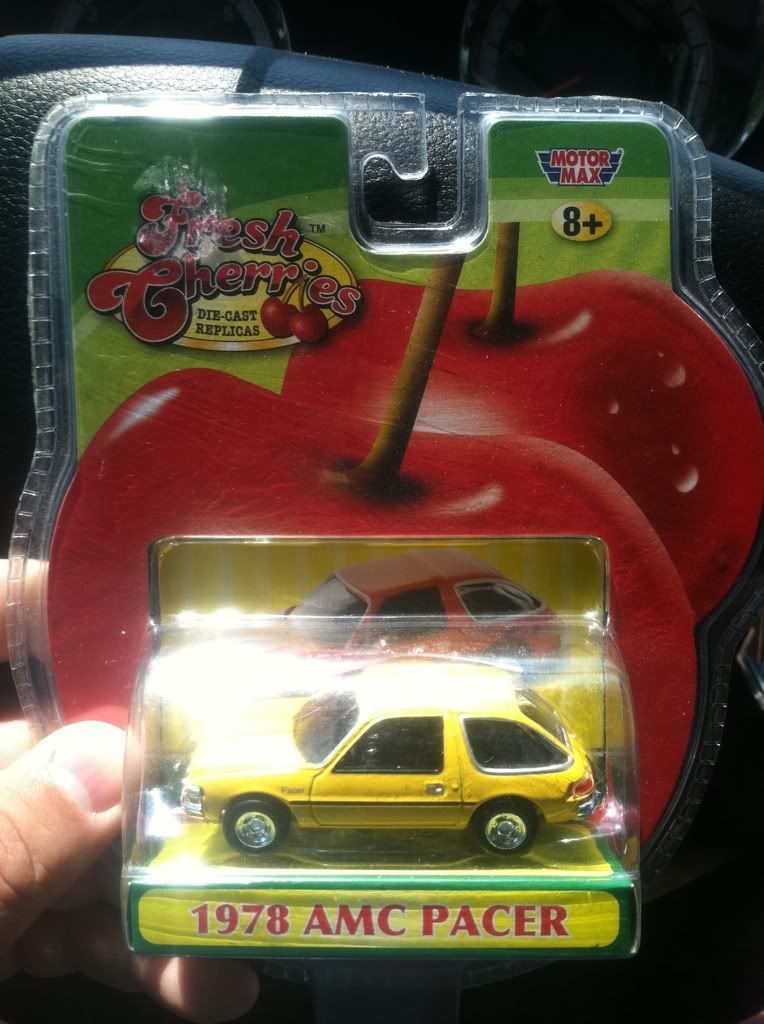 Fresh
Cherries
TM
DIE-CAST
REPLICAS
MOTOR
MAX
8+
Pacer
1978 AMC PACER